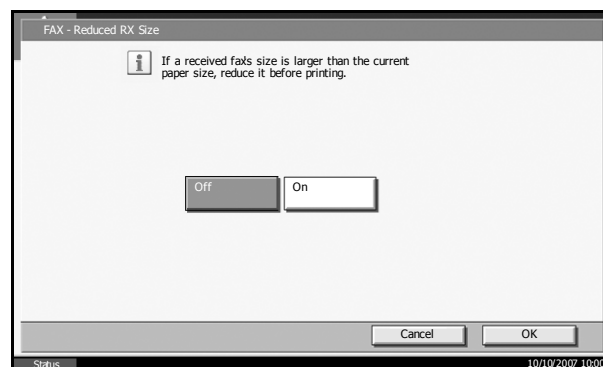 FAX - Reduced RX Size
If a received fax's size is larger than the current
paper size, reduce it before printing.
Off
On
Cancel
OK
Status
10/10/2007 10:00